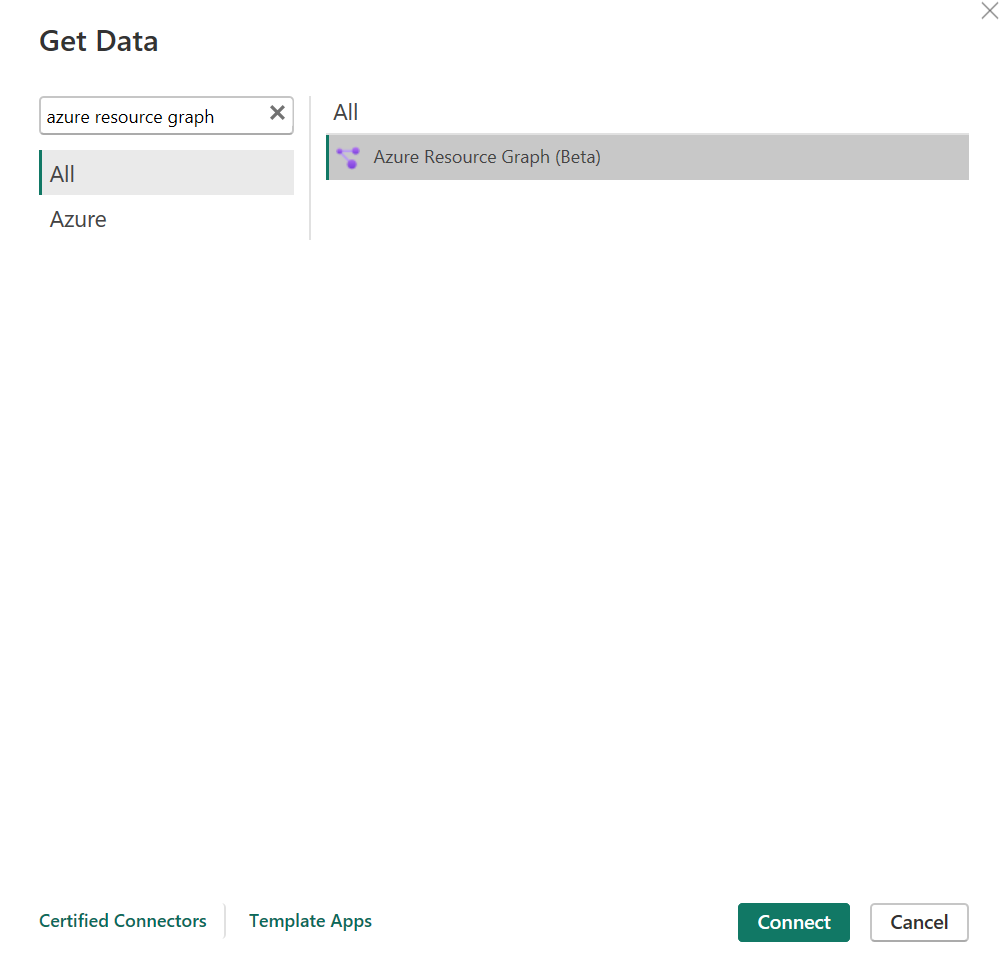 Get Data
azure resource graph
All
Azure
All
Azure Resource Graph (Beta)
Certified Connectors
Template Apps
Connect
Cancel